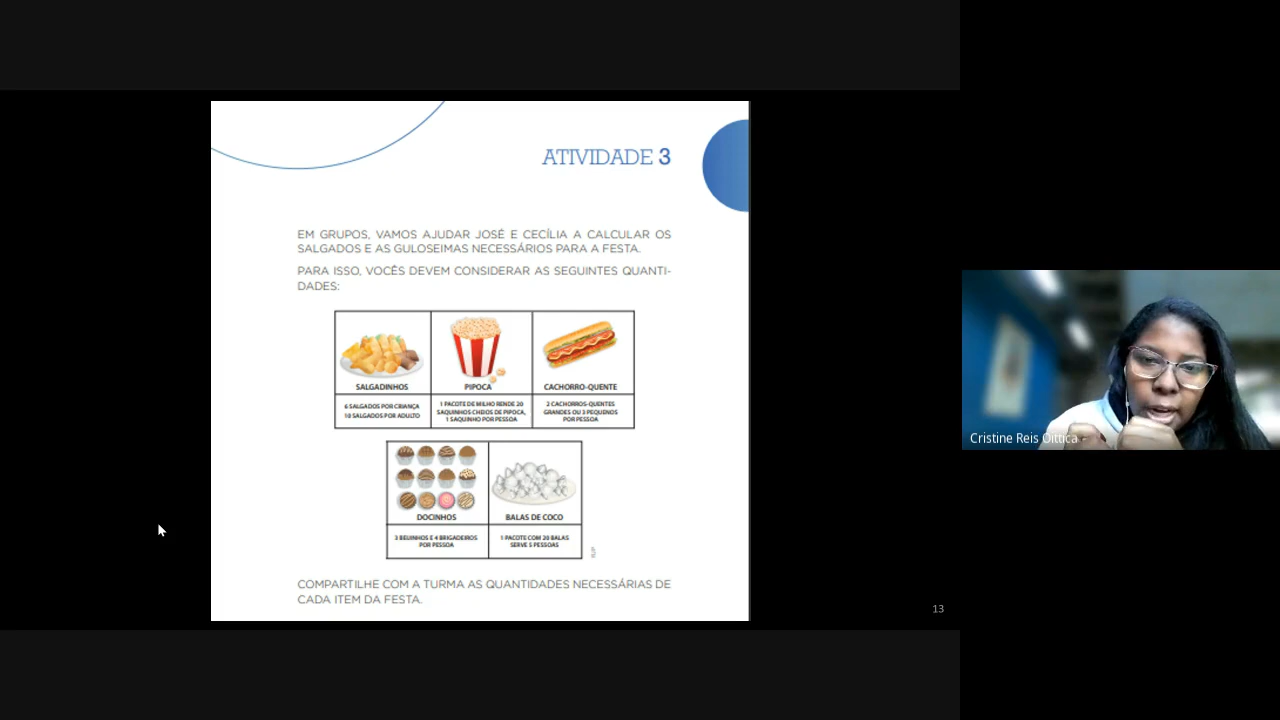 ATIVIDADE 3
EM GRUPOS, VAMOS AJUDAR JOSÉ E CECÍLIA A CALCULAR OS
SALGADOS E AS GULOSEIMAS NECESSÁRIOS PARA A FESTA.
PARA ISSO, VOCÊS DEVEM CONSIDERAR AS SEGUINTES QUANTI-
DADES:
SALGADINHOS
6 SALGADOS POR CRIANÇA
10 SALGADOS POR ADULTO
PIPOCA
1 PACOTE DE MILHO RENDE 20
SAQUINHOS CHEIOS DE PIPOCA,
1 SAQUINHO POR PESSOA
CACHORRO-QUENTE
2 CACHORROS-QUENTES
GRANDES OU 3 PEQUENOS
POR PESSOA
DOCINHOS
3 BEIJINHOS E 4 BRIGADEIROS
POR PESSOA
BALAS DE COCO
1 PACOTE COM 20 BALAS
SERVE 5 PESSOAS
COMPARTILHE COM A TURMA AS QUANTIDADES NECESSÁRIAS DE
CADA ITEM DA FESTA.
13
Cristine Reis Oittica